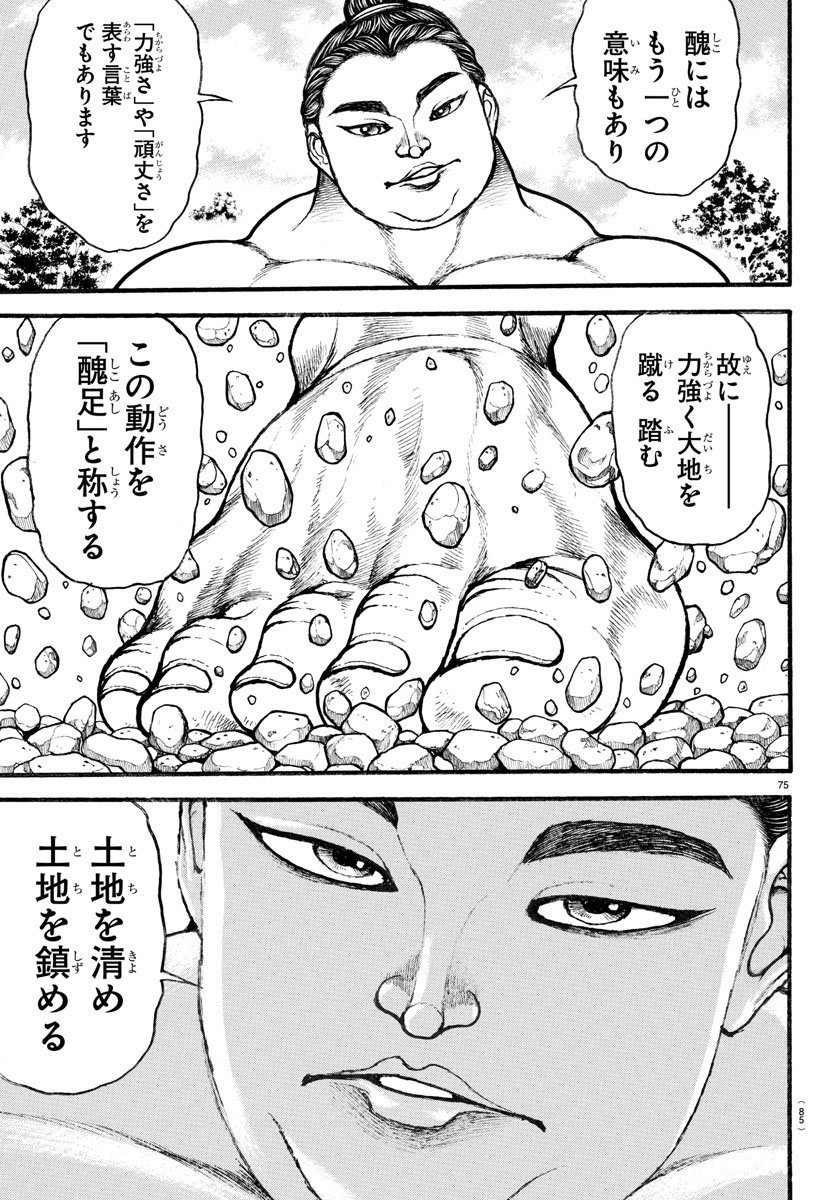 醜には
もう一つの
意味もあり
「力強さ」や「頑丈さ」を
表す言葉
でもあります
故に――
力強く大地を
蹴る 踏む
この動作を
「醜足」と称する
75
土地を清め
土地を鎮める
(85)